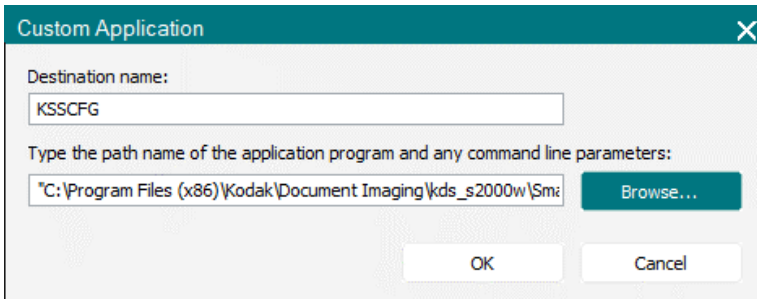 Custom Application
Destination name:
KSSCFG
Type the path name of the application program and any command line parameters:
"C:\Program Files (x86)\Kodak\Document Imaging\kds_s2000w\Sma
Browse...
OK
Cancel